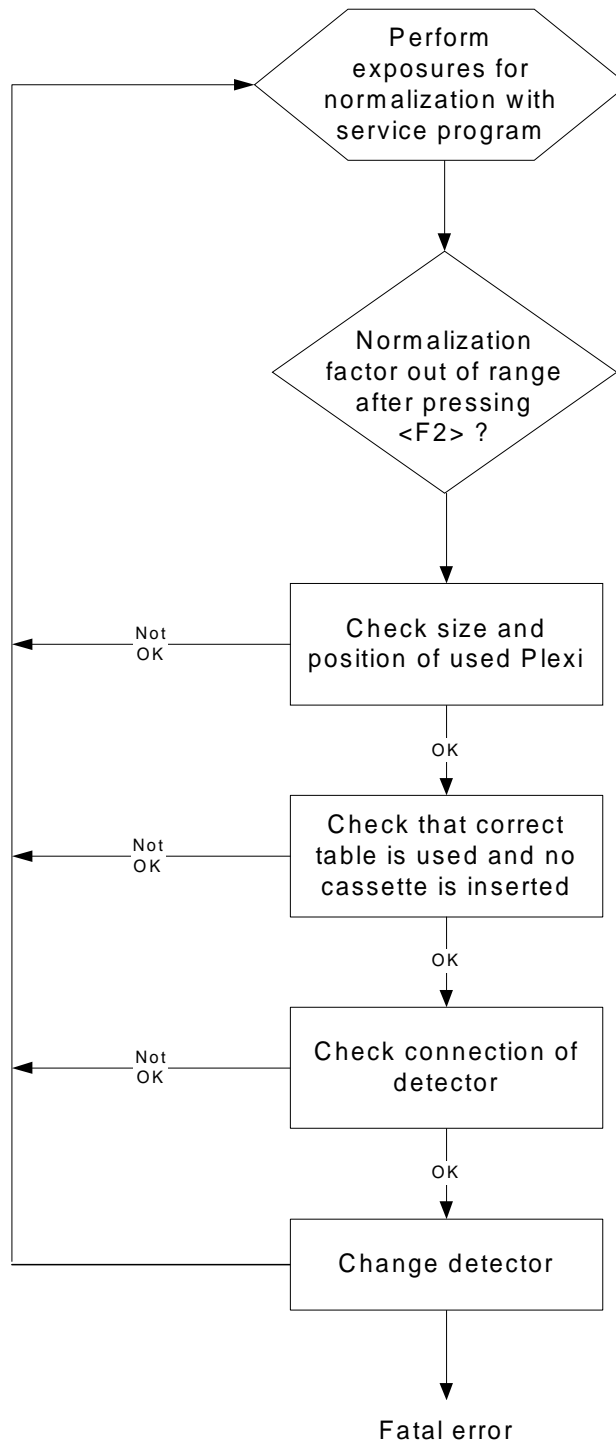 Perform
exposures for
normalization with
service program
Normalization
factor out of range
after pressing
<F2> ?
Not
OK
Check size and
position of used Plexi
OK
Not
OK
Check that correct
table is used and no
cassette is inserted
OK
Not
OK
Check connection of
detector
OK
Change detector
Fatal error